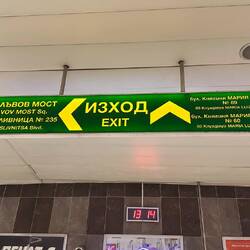 ЛЬВОВ МОСТ
VOV MOST Sq.
ИВНИЦА № 235
SLIVNITSA Blvd.
ИЗХОД
EXIT
бул. Княгиня МАРИЯ
№ 89
бул. Княгиня МАРИЯ
№ 60
13 14